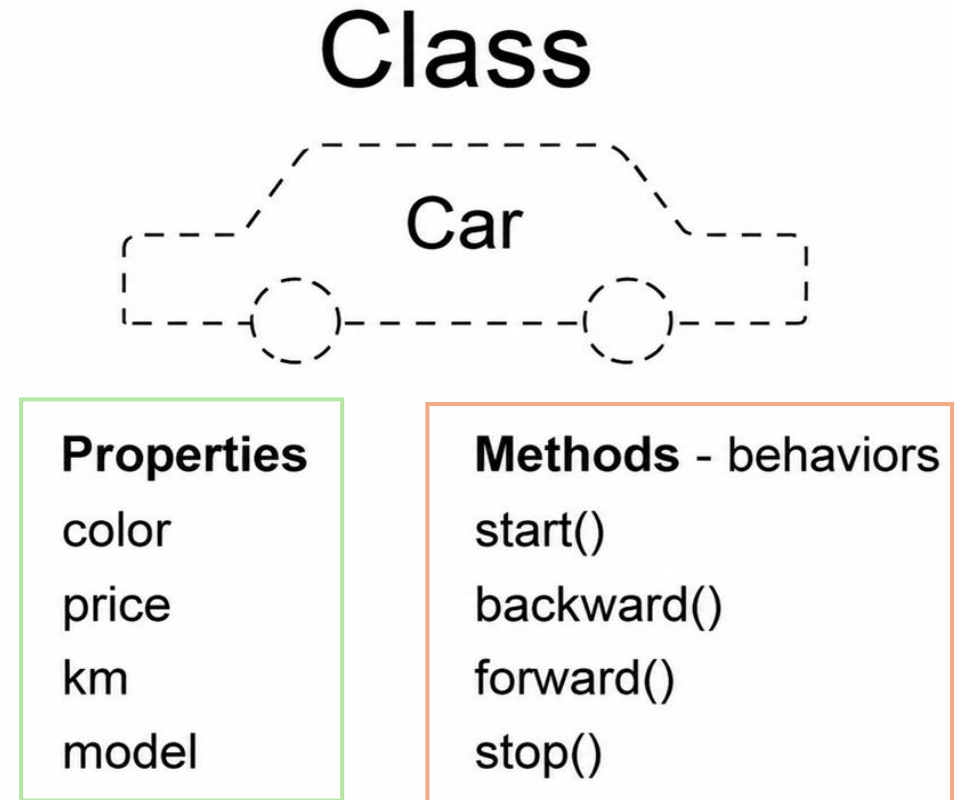 Class
Car
Properties
color
price
km
model
Methods - behaviors
start()
backward()
forward()
stop()